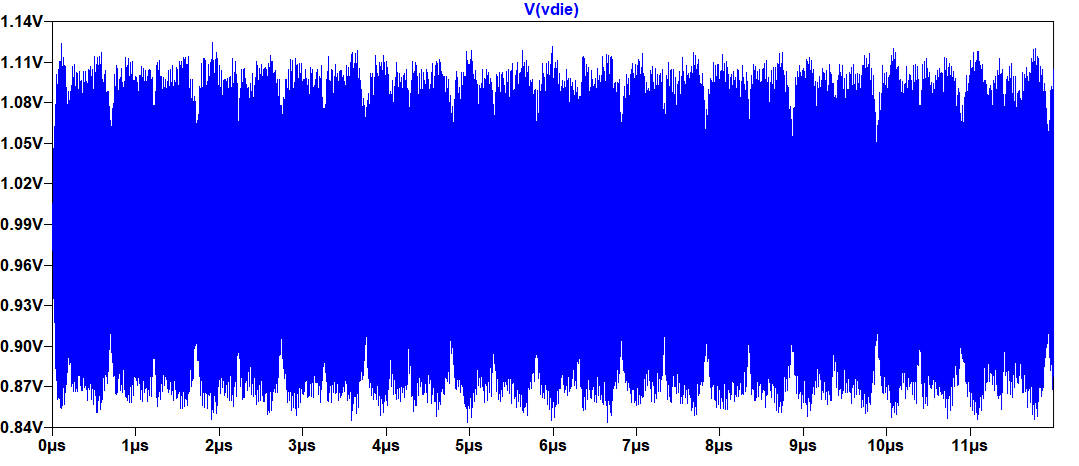 V(vdie)
1.14V
1.11V
1.08V
1.05V
1.02V
0.99V
0.96V
0.93V
0.90V
0.87V
0.84V
0µs 1µs 2µs 3µs 4µs 5µs 6µs 7µs 8µs 9µs 10µs 11µs